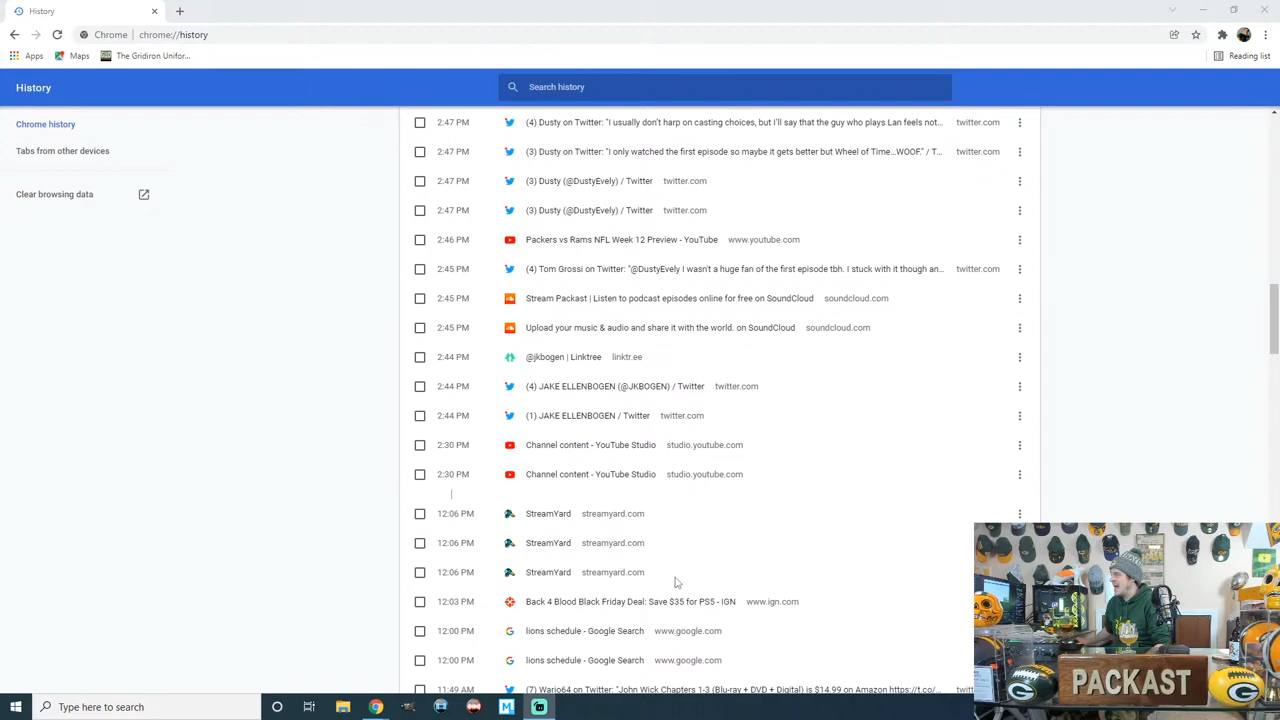 History
Chrome chrome://history
Apps Maps The Gridiron Unifor... Reading list
History Search history
Chrome history
Tabs from other devices
Clear browsing data
2:47 PM (4) Dusty on Twitter: "I usually don't harp on casting choices, but I'll say that the guy who plays Lan feels not... twitter.com
2:47 PM (3) Dusty on Twitter: "I only watched the first episode so maybe it gets better but Wheel of Time...WOOF." / T... twitter.com
2:47 PM (3) Dusty (@DustyEvely) / Twitter twitter.com
2:47 PM (3) Dusty (@DustyEvely) / Twitter twitter.com
2:46 PM Packers vs Rams NFL Week 12 Preview - YouTube www.youtube.com
2:45 PM (4) Tom Grossi on Twitter: "@DustyEvely I wasn't a huge fan of the first episode tbh. I stuck with it though an... twitter.com
2:45 PM Stream Packast | Listen to podcast episodes online for free on SoundCloud soundcloud.com
2:45 PM Upload your music & audio and share it with the world. on SoundCloud soundcloud.com
2:44 PM @jkbogen | Linktree linktr.ee
2:44 PM (4) JAKE ELLENBOGEN (@JKBOGEN) / Twitter twitter.com
2:44 PM (1) JAKE ELLENBOGEN / Twitter twitter.com
2:30 PM Channel content - YouTube Studio studio.youtube.com
2:30 PM Channel content - YouTube Studio studio.youtube.com
12:06 PM StreamYard streamyard.com
12:06 PM StreamYard streamyard.com
12:06 PM StreamYard streamyard.com
12:03 PM Back 4 Blood Black Friday Deal: Save $35 for PS5 - IGN www.ign.com
12:00 PM lions schedule - Google Search www.google.com
12:00 PM lions schedule - Google Search www.google.com
11:49 AM (7) Wario64 on Twitter: "John Wick Chapters 1-3 (Blu-ray + DVD + Digital) is $14.99 on Amazon https://t.co/... twitt
PACKAST
Type here to search